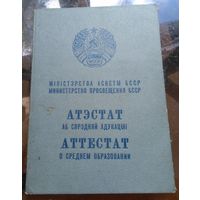 МІНІСТЭРСТВА АСВЕТЫ БССР
МИНИСТЕРСТВО ПРОСВЕЩЕНИЯ БССР
АТЭСТАТ
АБ СЯРЭДНЯЙ АДУКАЦЫІ
АТТЕСТАТ
О СРЕДНЕМ ОБРАЗОВАНИИ